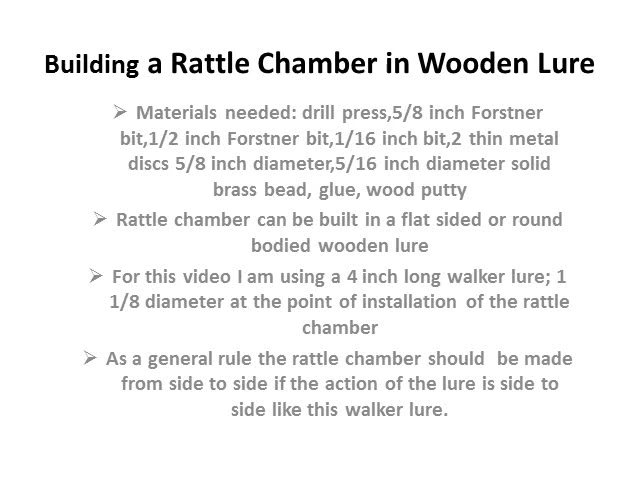 Building a Rattle Chamber in Wooden Lure
➢ Materials needed: drill press,5/8 inch Forstner
bit,1/2 inch Forstner bit,1/16 inch bit,2 thin metal
discs 5/8 inch diameter,5/16 inch diameter solid
brass bead, glue, wood putty
➢ Rattle chamber can be built in a flat sided or round
bodied wooden lure
➢ For this video I am using a 4 inch long walker lure; 1
1/8 diameter at the point of installation of the rattle
chamber
➢ As a general rule the rattle chamber should be made
from side to side if the action of the lure is side to
side like this walker lure.